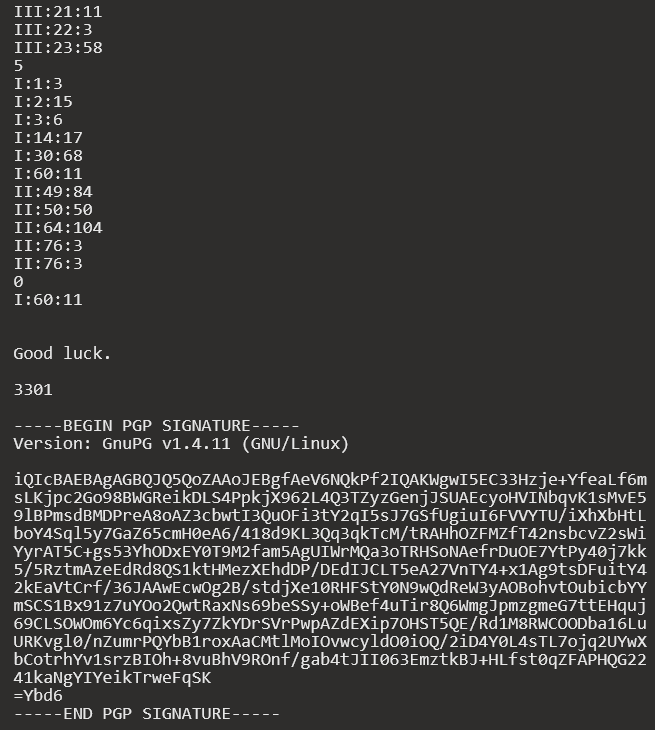 III:21:11
III:22:3
III:23:58
5
I:1:3
I:2:15
I:3:6
I:14:17
I:30:68
I:60:11
II:49:84
II:50:50
II:64:104
II:76:3
II:76:3
0
I:60:11
Good luck.
3301
-----BEGIN PGP SIGNATURE-----
Version: GnuPG v1.4.11 (GNU/Linux)
iQIcBAEBAgAGBQJQ5QoZAAoJEBgfAeV6NQkPf2IQAKWgwI5EC33Hzje+YfeaLf6m
sLKjpc2Go98BWGReikDLS4PpkjX962L4Q3TZyzGenjJSUAEcyoHVINbqvK1sMvE5
9lBPmsdBMDPreA8oAZ3cbwtI3QuOFi3tY2qI5sJ7GSfUgiuI6FVVYTU/iXhXbHtL
boY4Sql5y7GaZ65cmH0eA6/418d9KL3Qq3qkTcM/tRAHhOZFMZfT42nsbcvZ2sWi
YyrAT5C+gs53YhODxEY0T9M2fam5AgUIWrMQa3oTRHSoNAefrDuOE7YtPy40j7kk
5/5RztmAzeEdRd8QS1ktHMezXEhdDP/DEdIJCLT5eA27VnTY4+x1Ag9tsDFuitY4
2kEaVtCrf/36JAAwEcwOg2B/stdjXe10RHFStY0N9wQdReW3yAOBohvtOubicbYY
mSCS1Bx91z7uYOo2QwtRaxNs69beSSy+oWBef4uTir8Q6WmgJpmzgmeG7ttEHquj
69CLSOWOm6Yc6qixsZy7ZkYDrSVrPwpAZdEXip7OHST5QE/Rd1M8RWCOODba16Lu
URKvgl0/nZumrPQYbB1roxAaCMtlMoIOvwcyldO0iOQ/2iD4Y0L4sTL7ojq2UYwX
bCotrhYv1srzBIOh+8vuBhV9ROnf/gab4tJII063EmztkBJ+HLfst0qZFAPHQG22
41kaNgYIYeikTrweFqSK
=Ybd6
-----END PGP SIGNATURE-----